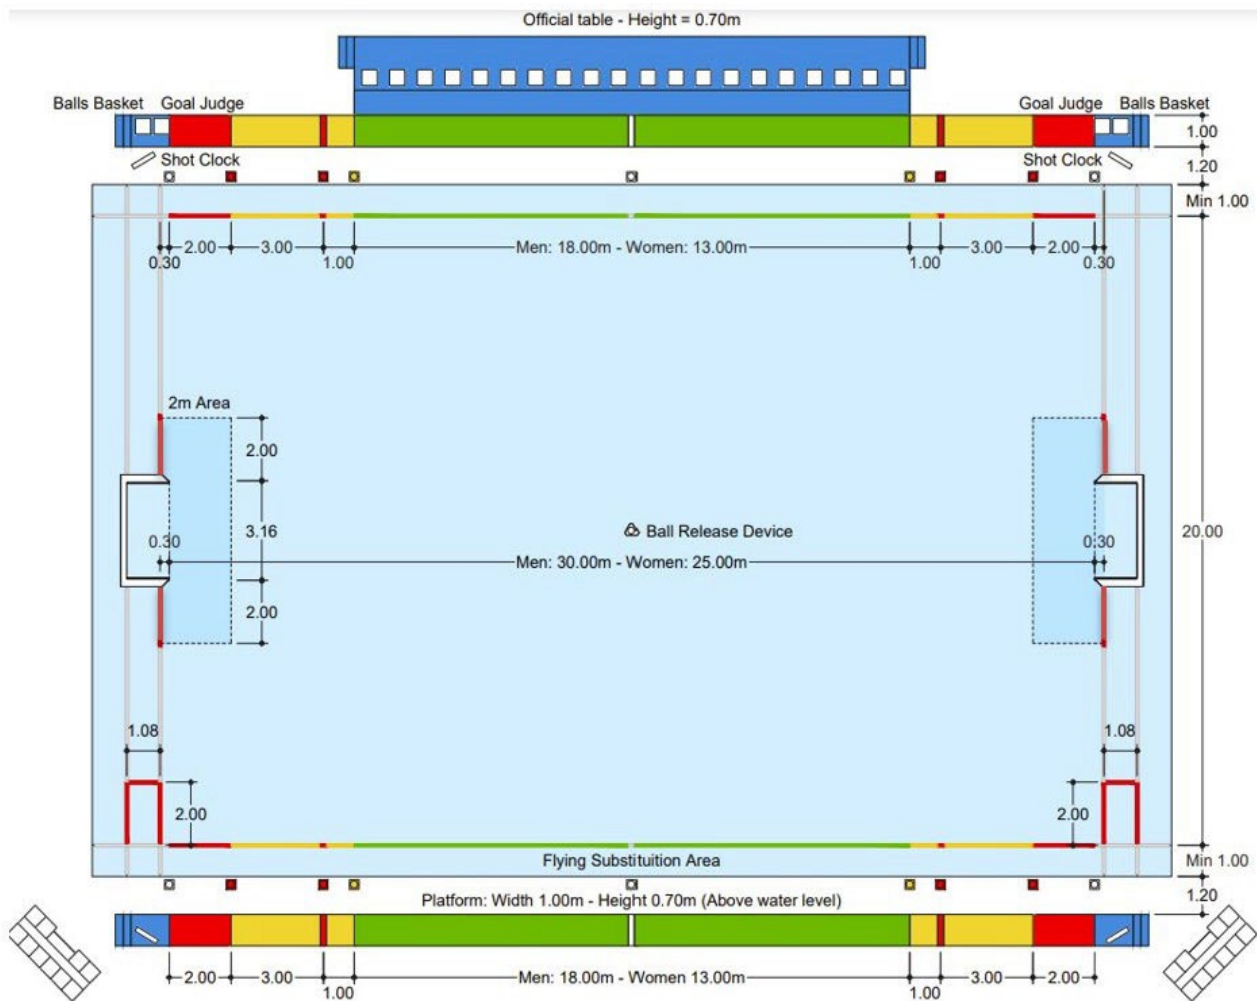 Official table - Height = 0.70m
Balls Basket Goal Judge Goal Judge Balls Basket
1.00
Shot Clock Shot Clock
1.20
Min 1.00
2.00 3.00 Men: 18.00m - Women: 13.00m 3.00 2.00
0.30 1.00 1.00 0.30
2m Area
2.00
3.16
Ball Release Device
20.00
0.30 0.30
Men: 30.00m - Women: 25.00m
2.00
1.08 1.08
2.00 2.00
Flying Substituition Area
Min 1.00
Platform: Width 1.00m - Height 0.70m (Above water level)
1.20
2.00 3.00 Men: 18.00m - Women 13.00m 3.00 2.00
1.00 1.00